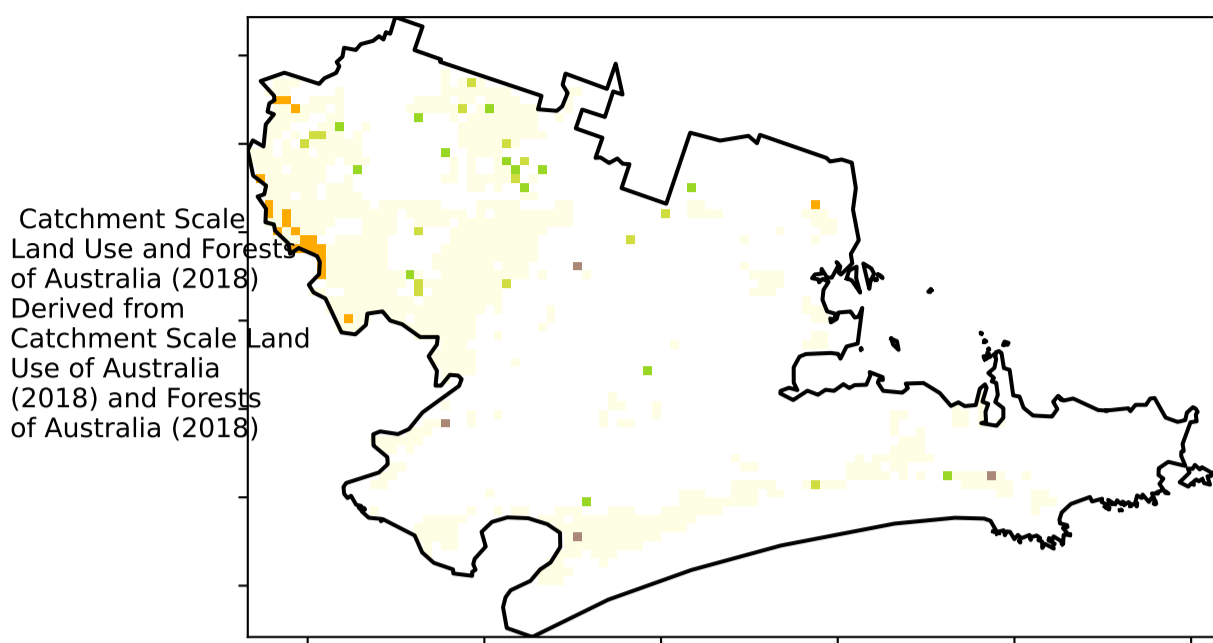 Catchment Scale
Land Use and Forests
of Australia (2018)
Derived from
Catchment Scale Land
Use of Australia
(2018) and Forests
of Australia (2018)